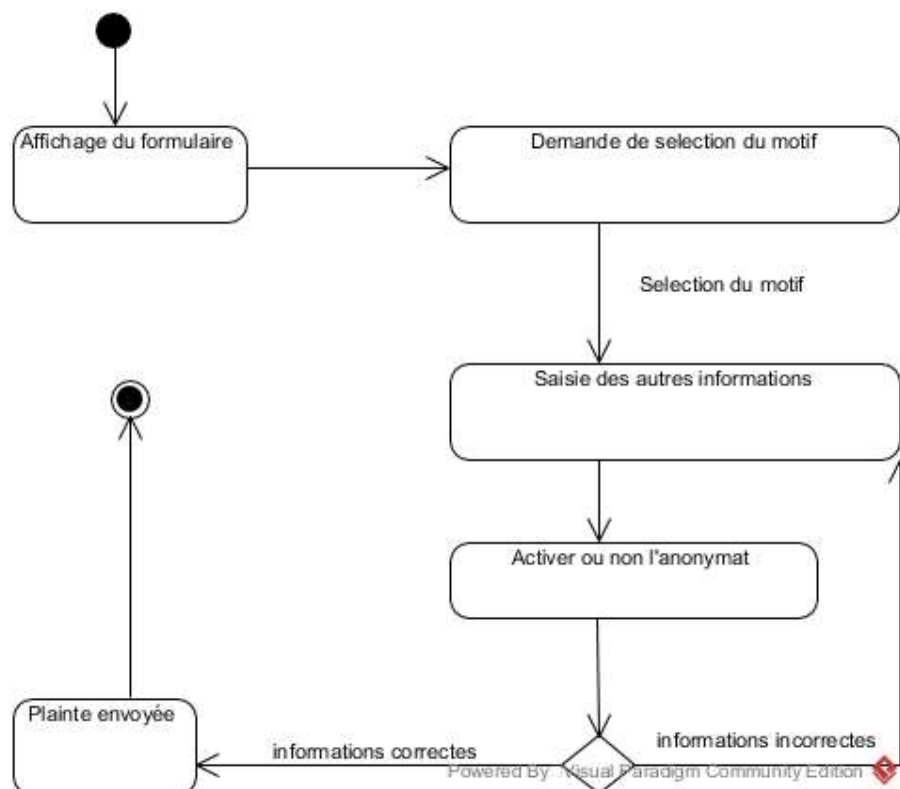 Affichage du formulaire
Demande de selection du motif
Selection du motif
Saisie des autres informations
Activer ou non l'anonymat
Plainte envoyée
informations correctes
informations incorrectes
Powered By Visual Paradigm Community Edition